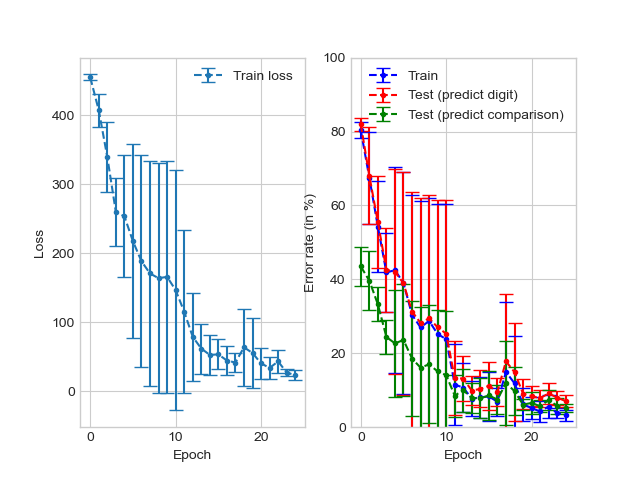 Train loss
400
300
200
100
0
Loss
0
10
20
Epoch
Train
Test (predict digit)
Test (predict comparison)
100
80
60
40
20
0
Error rate (in %)
0
10
20
Epoch